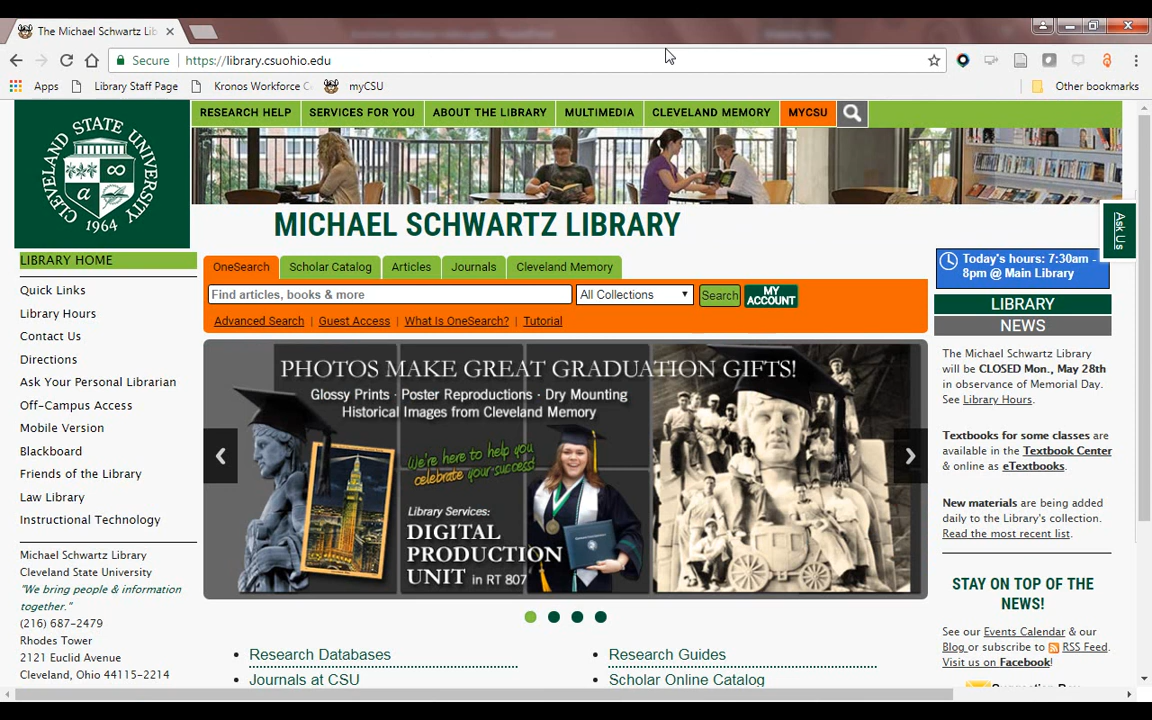 The Michael Schwartz Lib
Secure
https://library.csuohio.edu
Apps
Library Staff Page
Kronos Workforce C
myCSU
Other bookmarks
CLEVELAND STATE UNIVERSITY
1964
RESEARCH HELP
SERVICES FOR YOU
ABOUT THE LIBRARY
MULTIMEDIA
CLEVELAND MEMORY
MYCSU
MICHAEL SCHWARTZ LIBRARY
Ask Us
LIBRARY HOME
Quick Links
Library Hours
Contact Us
Directions
Ask Your Personal Librarian
Off-Campus Access
Mobile Version
Blackboard
Friends of the Library
Law Library
Instructional Technology
Michael Schwartz Library
Cleveland State University
"We bring people & information
together."
(216) 687-2479
Rhodes Tower
2121 Euclid Avenue
Cleveland, Ohio 44115-2214
OneSearch
Scholar Catalog
Articles
Journals
Cleveland Memory
Find articles, books & more
All Collections
Search
MY
ACCOUNT
Advanced Search | Guest Access | What Is OneSearch? | Tutorial
PHOTOS MAKE GREAT GRADUATION GIFTS!
Glossy Prints · Poster Reproductions · Dry Mounting
Historical Images from Cleveland Memory
We're here to help you
celebrate your success!
Library Services:
DIGITAL
PRODUCTION
UNIT in RT 807
Research Databases
Journals at CSU
Research Guides
Scholar Online Catalog
Today's hours: 7:30am -
8pm @ Main Library
LIBRARY
NEWS
The Michael Schwartz Library
will be CLOSED Mon., May 28th
in observance of Memorial Day.
See Library Hours.
Textbooks for some classes are
available in the Textbook Center
& online as eTextbooks.
New materials are being added
daily to the Library's collection.
Read the most recent list.
STAY ON TOP OF THE
NEWS!
See our Events Calendar & our
Blog or subscribe to RSS Feed.
Visit us on Facebook!